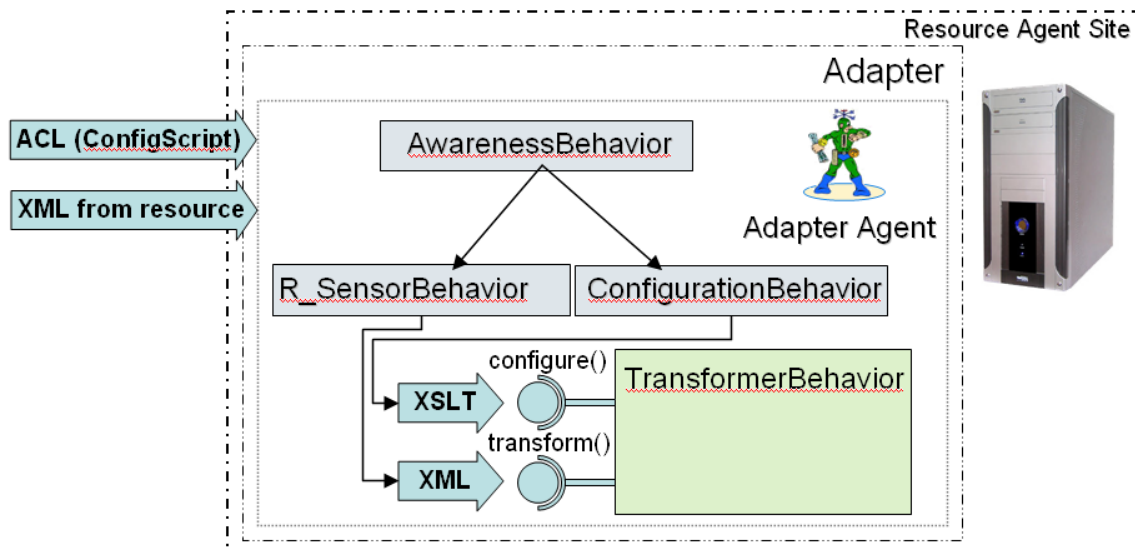 Resource Agent Site
Adapter
ACL (ConfigScript)
AwarenessBehavior
XML from resource
Adapter Agent
R_SensorBehavior
ConfigurationBehavior
configure()
TransformerBehavior
XSLT
transform()
XML